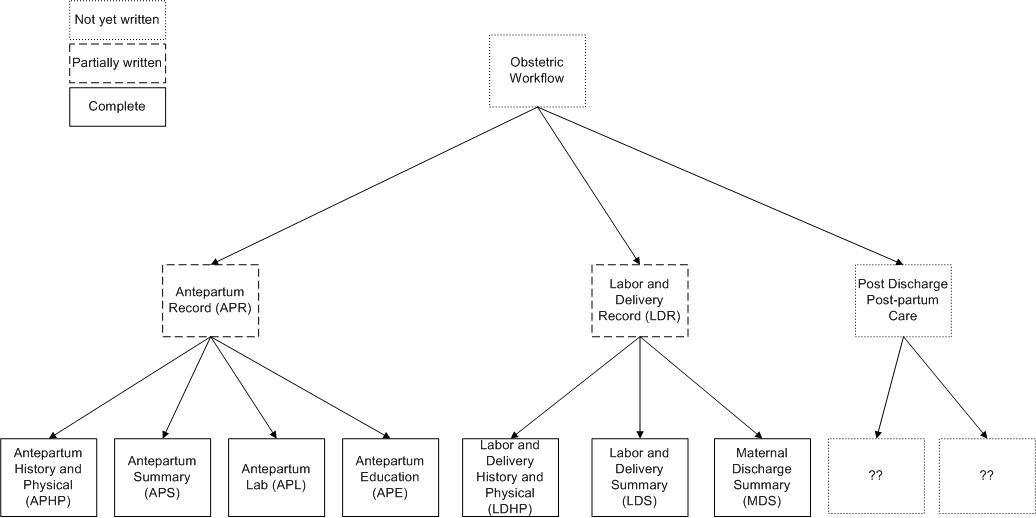 Not yet written
Partially written
Complete
Obstetric
Workflow
Antepartum
Record (APR)
Labor and
Delivery
Record (LDR)
Post Discharge
Post-partum
Care
Antepartum
History and
Physical
(APHP)
Antepartum
Summary
(APS)
Antepartum
Lab (APL)
Antepartum
Education
(APE)
Labor and
Delivery
History and
Physical
(LDHP)
Labor and
Delivery
Summary
(LDS)
Maternal
Discharge
Summary
(MDS)
??
??